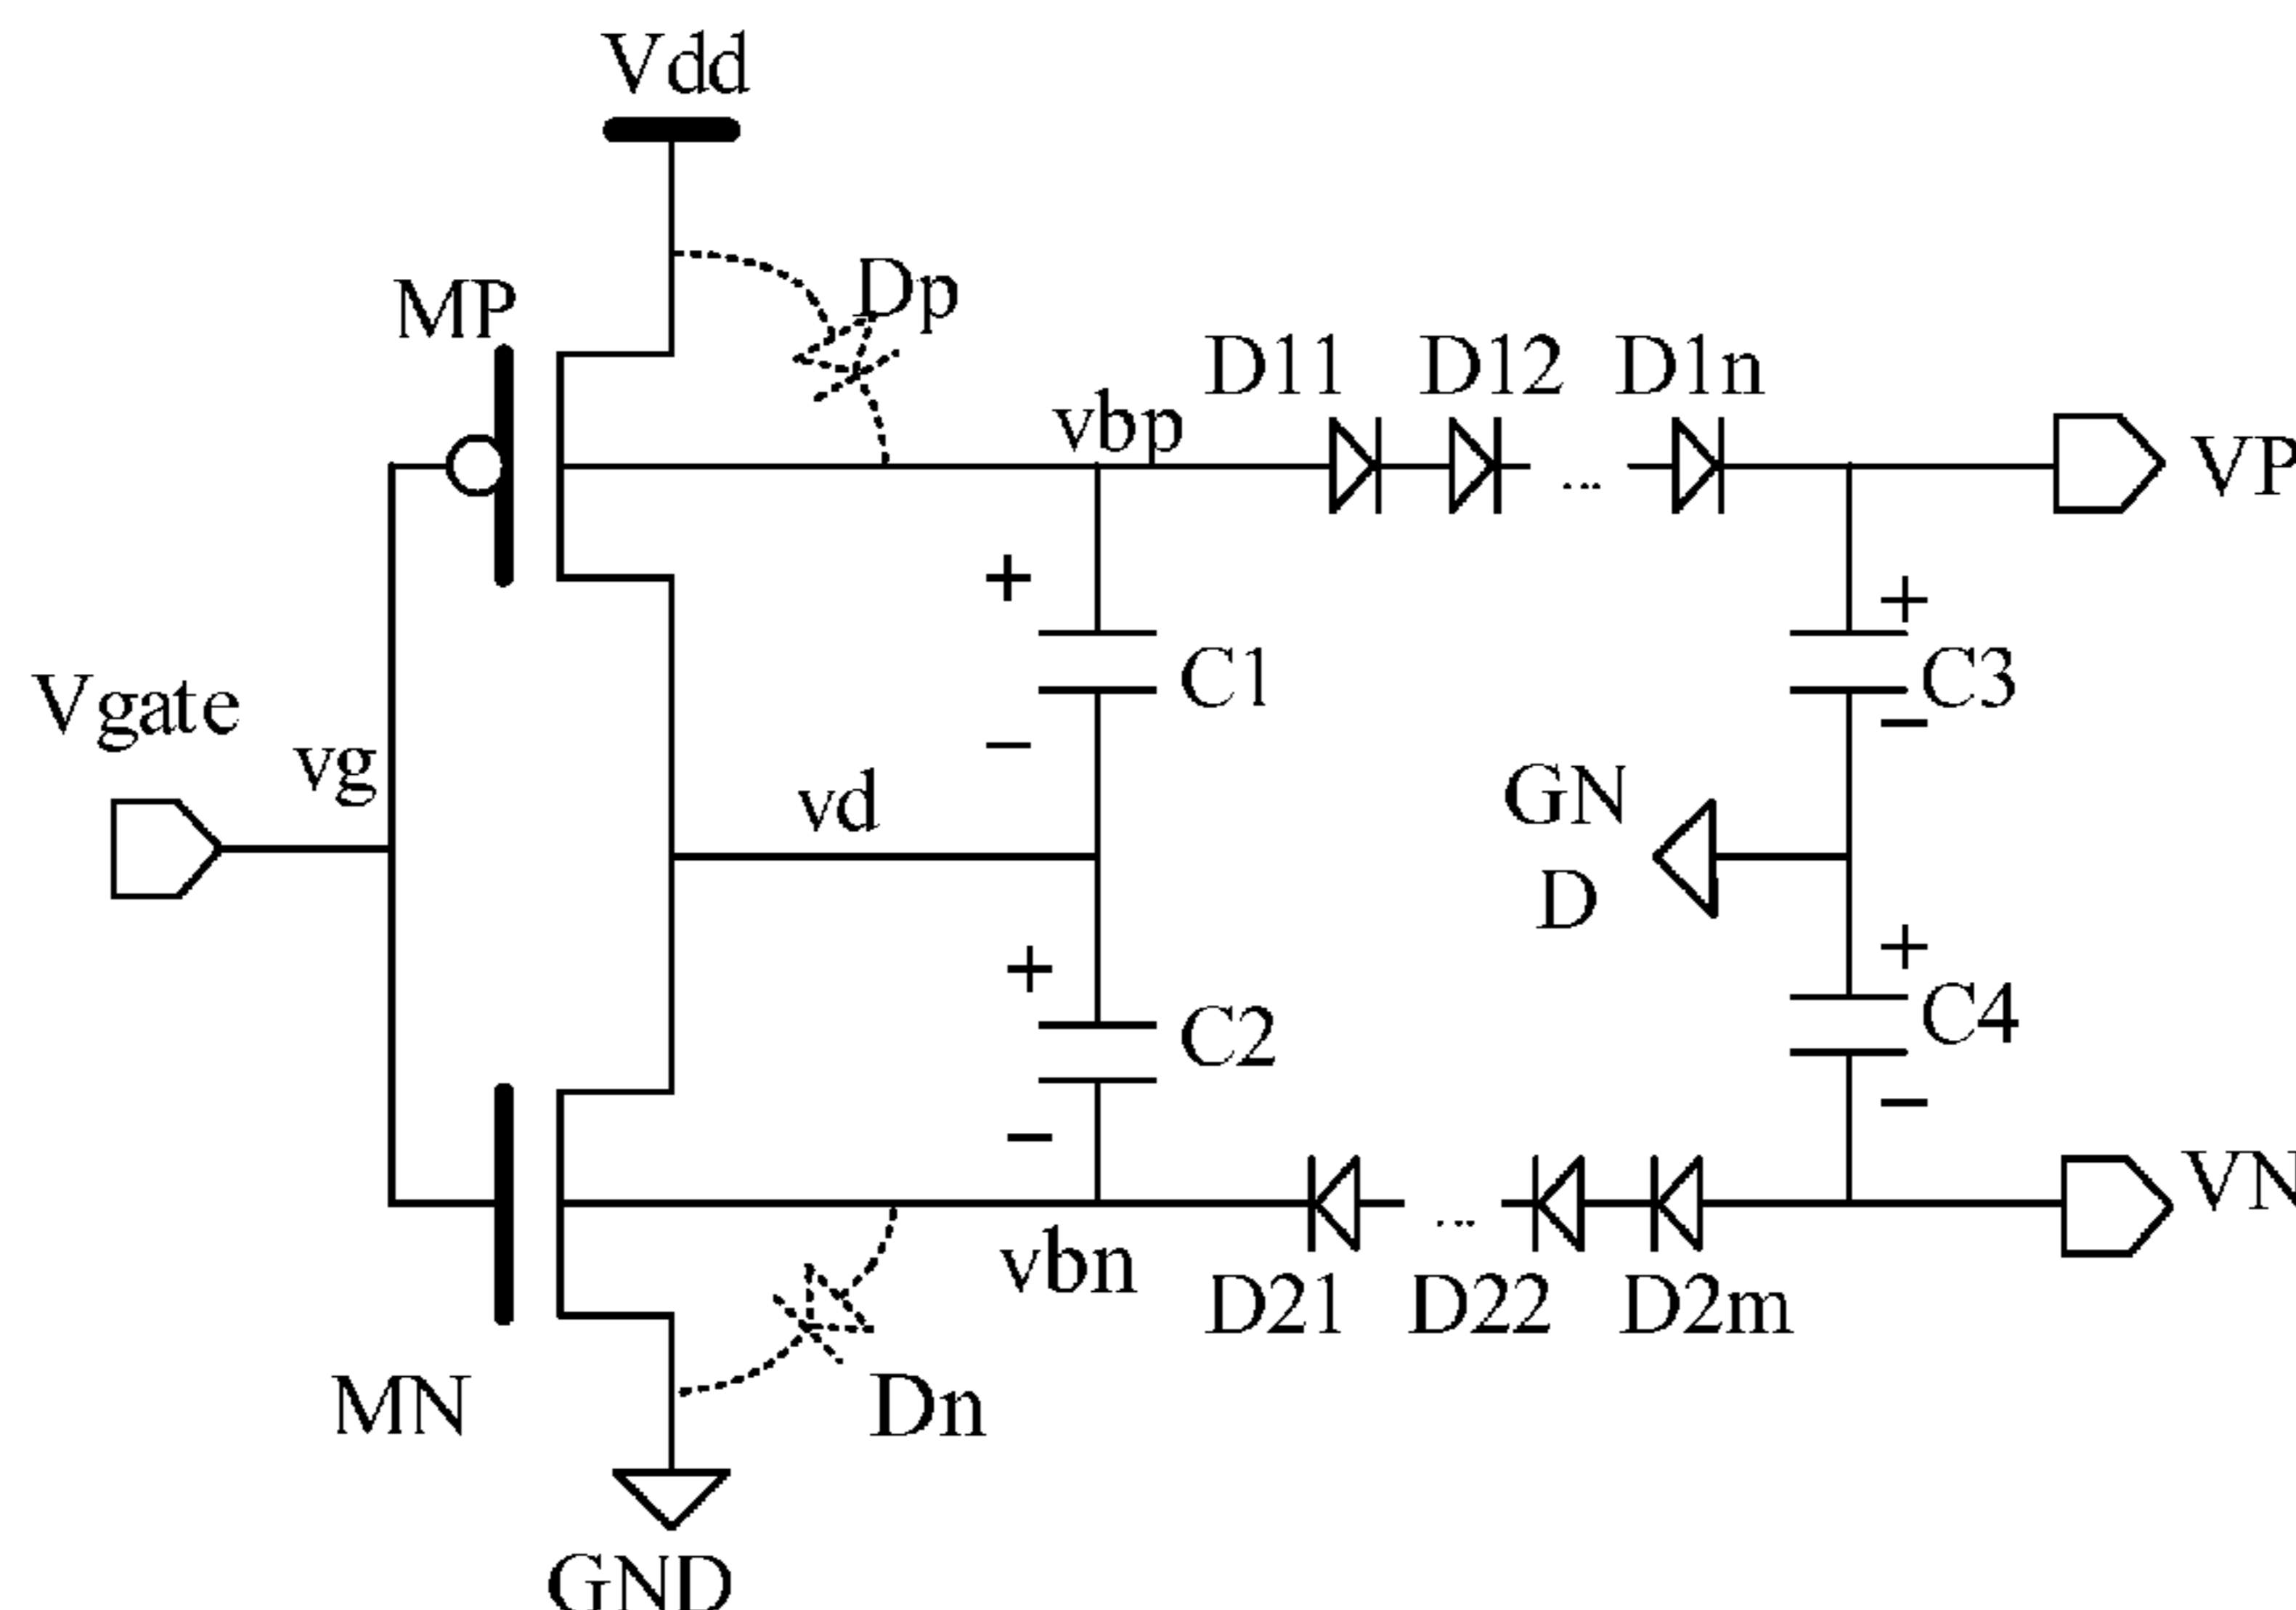 Vdd
Dp
MP
D11 D12 D1n
vbp
VP
+
+
C1
C3
Vgate
vg
−
−
vd
GN
D
+
+
C2
C4
−
−
... 
VN
...
vbn
D21 D22 D2m
MN
Dn
GND